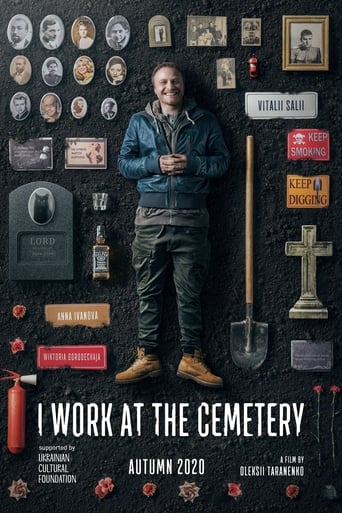 VITALII SALII
KEEP
SMOKING
KEEP
DIGGING
LORD
ANNA IVANOVA
WIKTORIA GORODECKAJA
I WORK AT THE CEMETERY
supported by
UKRAINIAN
CULTURAL
FOUNDATION
AUTUMN 2020
A FILM BY
OLEKSII TARANENKO